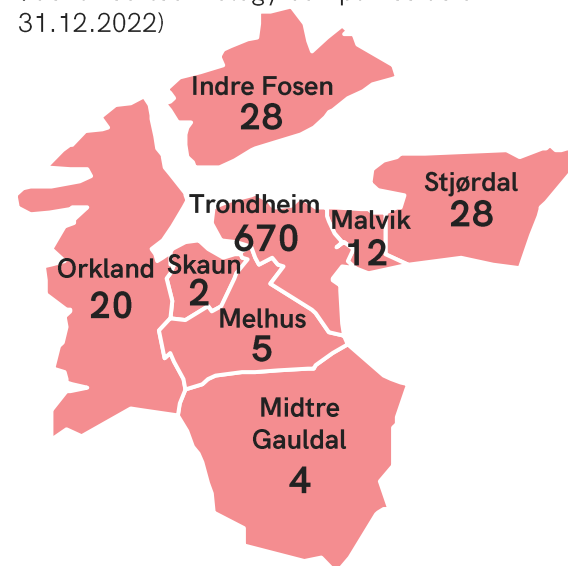 31.12.2022)
Indre Fosen
28
Stjørdal
28
Trondheim
670
Malvik
12
Orkland
20
Skaun
2
Melhus
5
Midtre
Gauldal
4